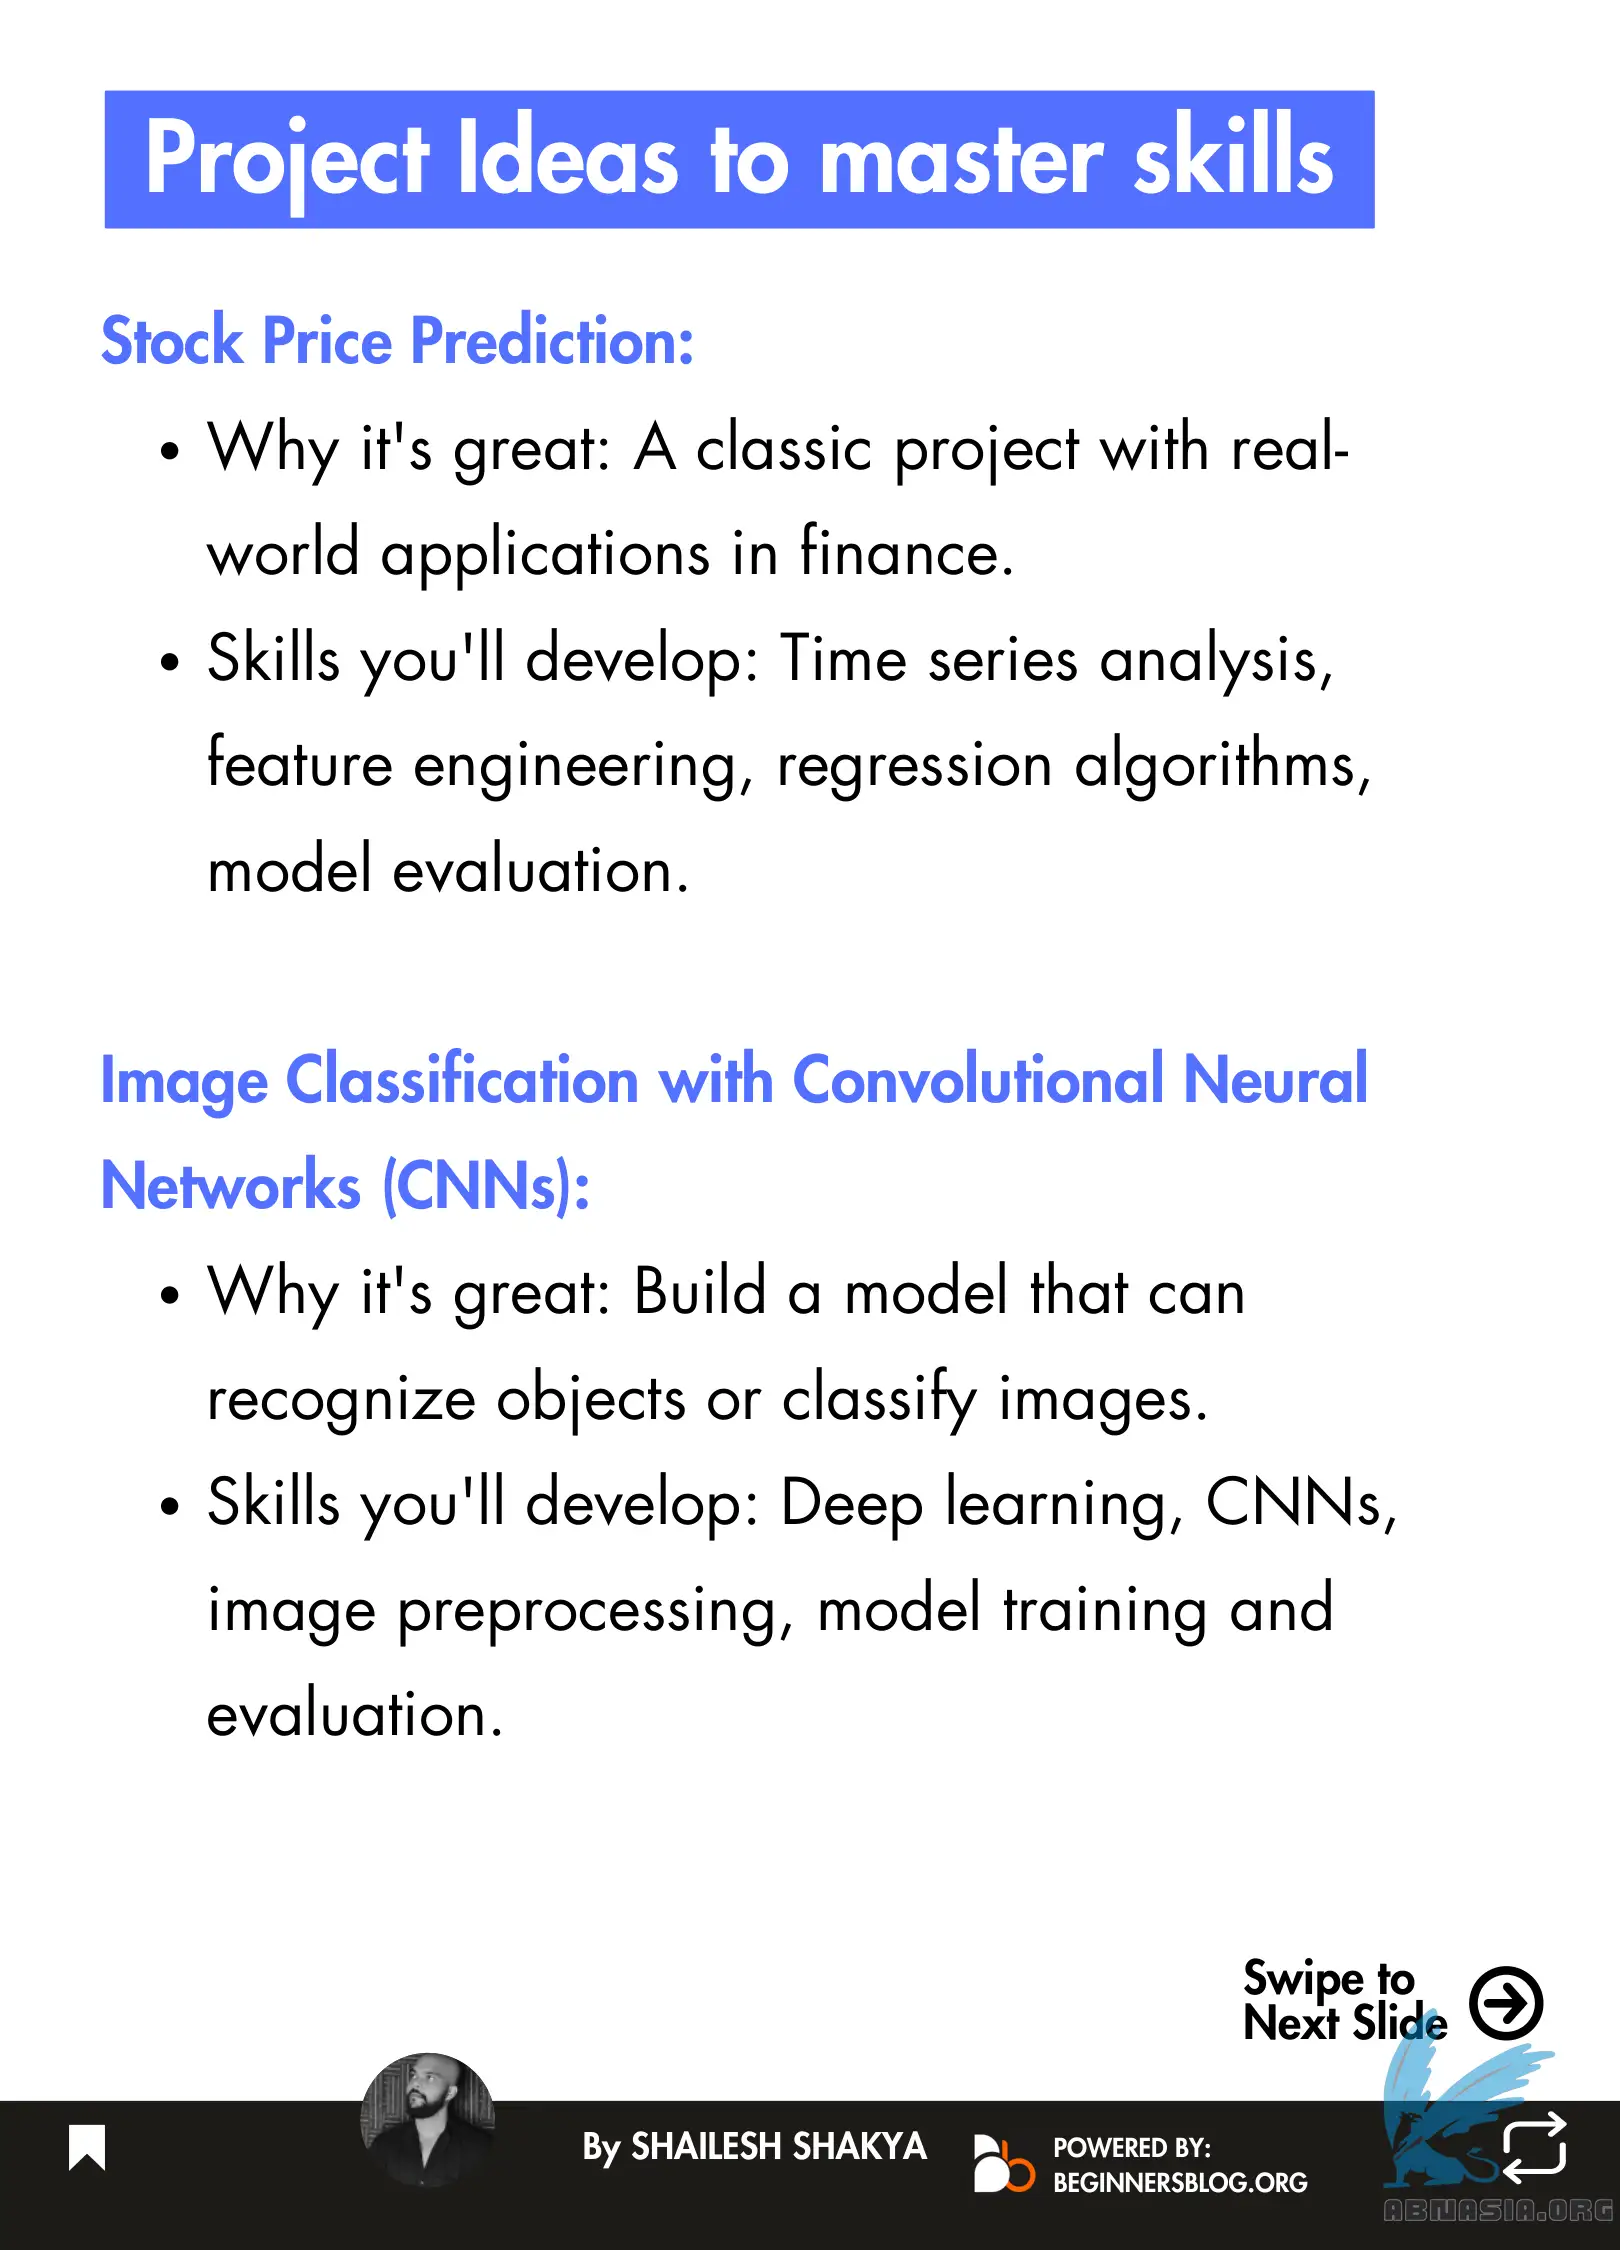 Project Ideas to master skills
Stock Price Prediction:
• Why it's great: A classic project with real-
world applications in finance.
• Skills you'll develop: Time series analysis,
feature engineering, regression algorithms,
model evaluation.
Image Classification with Convolutional Neural
Networks (CNNs):
• Why it's great: Build a model that can
recognize objects or classify images.
• Skills you'll develop: Deep learning, CNNs,
image preprocessing, model training and
evaluation.
Swipe to
Next Slide
By SHAILESH SHAKYA
POWERED BY:
BEGINNERSBLOG.ORG
ABNASIA.ORG